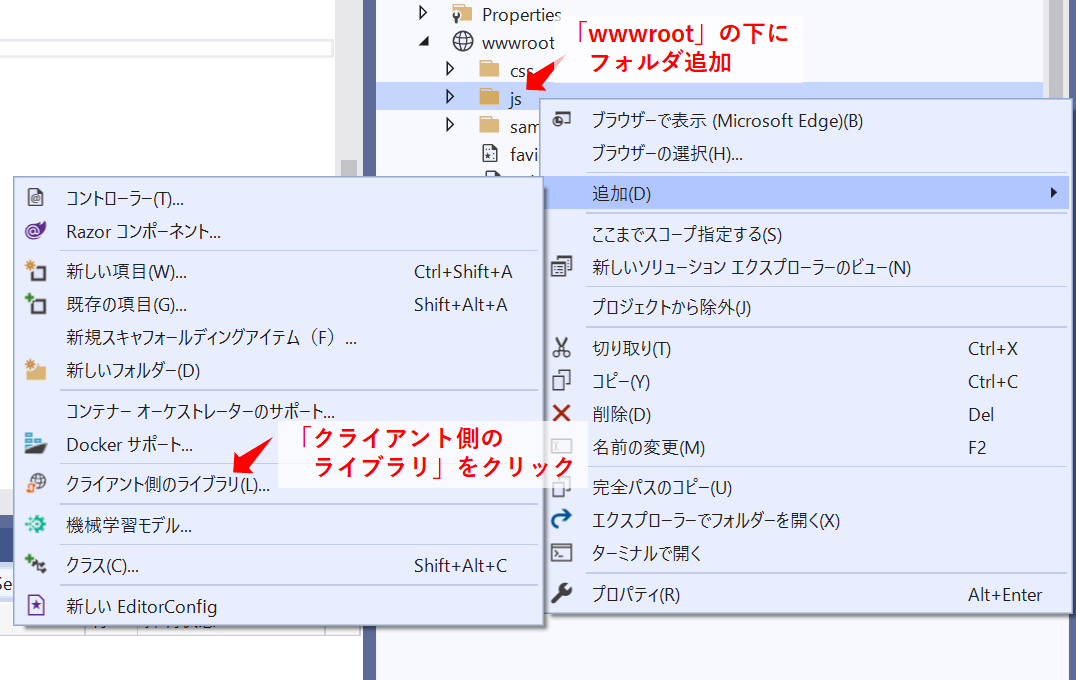 Properties
wwwroot
「wwwroot」の下に
フォルダ追加
css
js
sam
favi
ブラウザーで表示 (Microsoft Edge)(B)
ブラウザーの選択(H)...
追加(D)
ここまでスコープ指定する(S)
新しいソリューション エクスプローラーのビュー(N)
プロジェクトから除外(J)
切り取り(T) Ctrl+X
コピー(Y) Ctrl+C
削除(D) Del
名前の変更(M) F2
完全パスのコピー(U)
エクスプローラーでフォルダーを開く(X)
ターミナルで開く
プロパティ(R) Alt+Enter
コントローラー(T)...
Razor コンポーネント...
新しい項目(W)... Ctrl+Shift+A
既存の項目(G)... Shift+Alt+A
新規スキャフォールディングアイテム（F）...
新しいフォルダー(D)
コンテナー オーケストレーターのサポート...
Docker サポート...
「クライアント側の
ライブラリ」をクリック
クライアント側のライブラリ(L)...
機械学習モデル...
クラス(C)... Shift+Alt+C
新しい EditorConfig